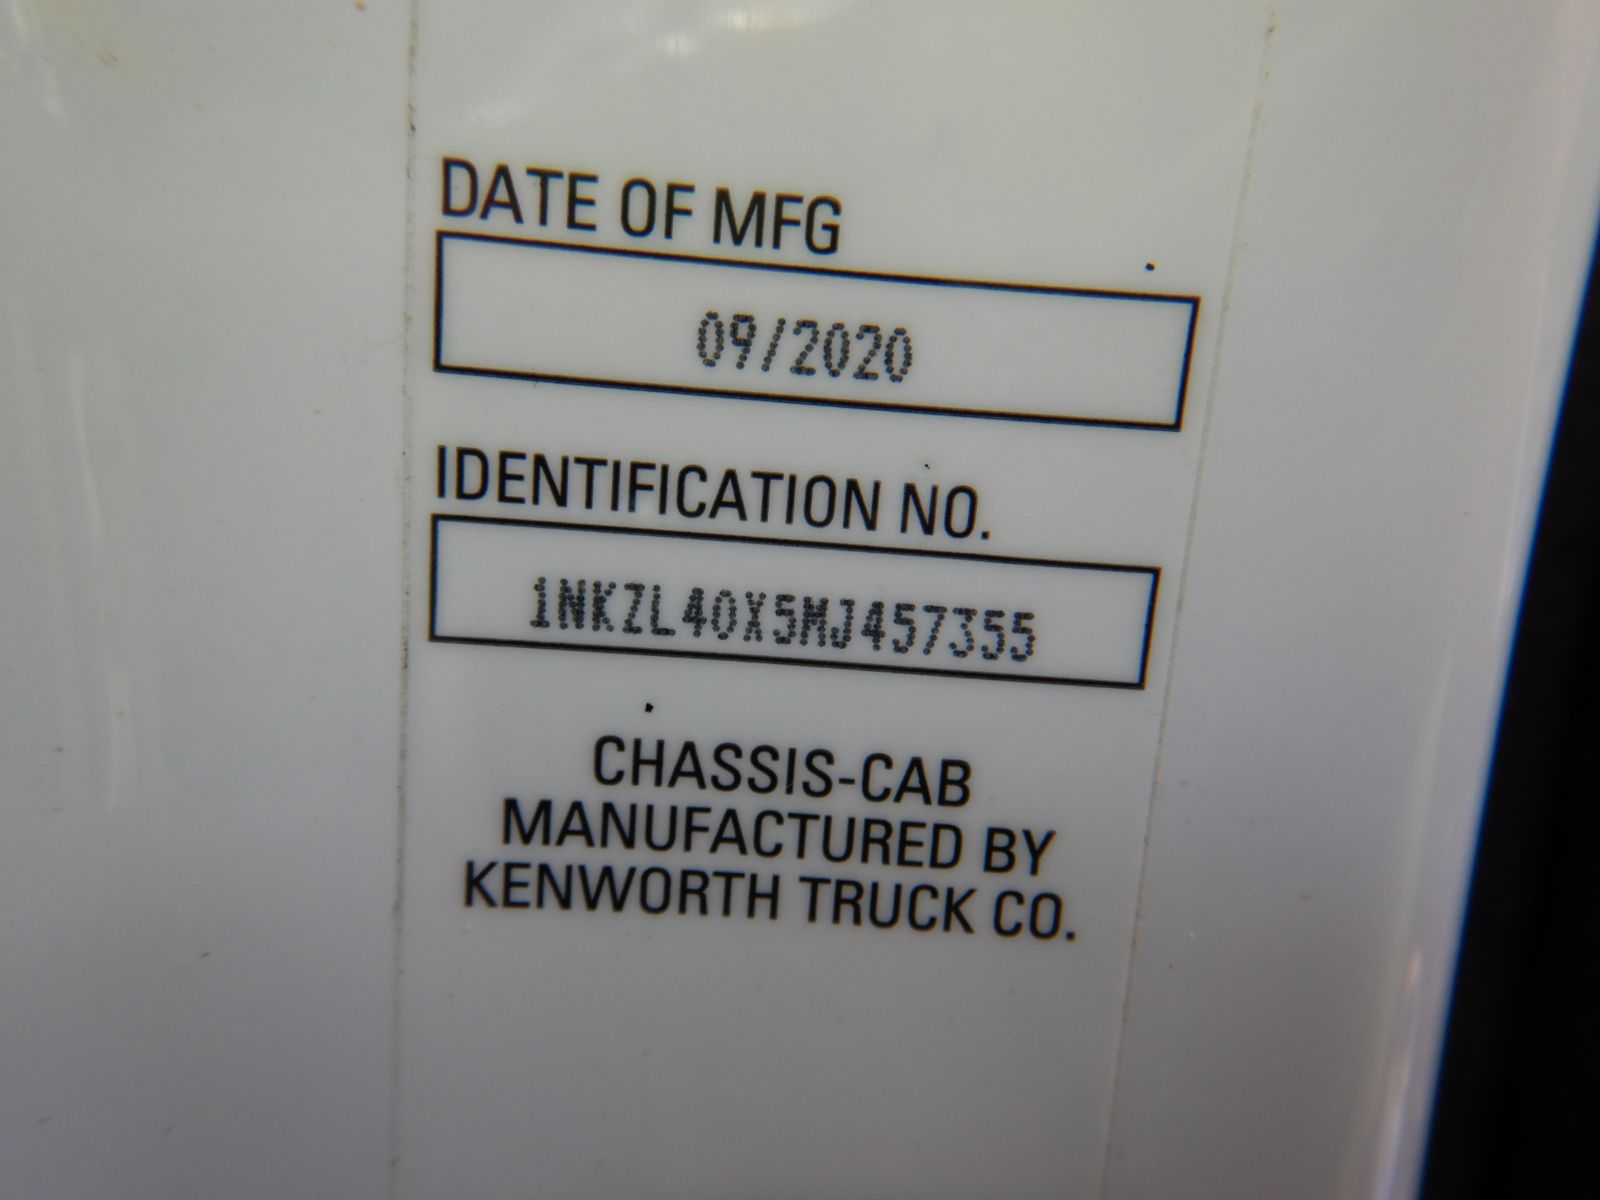 DATE OF MFG
09/2020
IDENTIFICATION NO.
1NKZL40X5MJ457355
CHASSIS-CAB
MANUFACTURED BY
KENWORTH TRUCK CO.